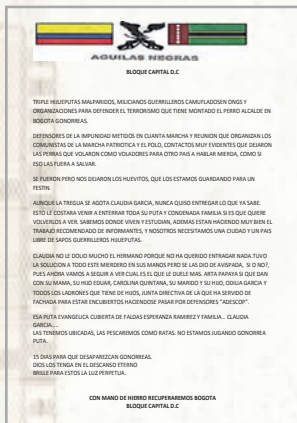 AGUILAS NEGRAS
BLOQUE CAPITAL D.C
TRIPLE HIJUEPUTAS MALPARIDOS, MILICIANOS GUERRILLEROS CAMUFLADOSEN ONGS Y
ORGANIZACIONES PARA DEFENDER EL TERRORISMO QUE TIENE MONTADO EL PERRO ALCALDE EN
BOGOTA GONORREAS.
DEFENSORES DE LA IMPUNIDAD METIDOS EN CUANTA MARCHA Y REUNION QUE ORGANIZAN LOS
COMUNISTAS DE LA MARCHA PATRIOTICA Y EL POLO, CONTACTOS MUY EVIDENTES QUE DEJARON
LAS PERRAS QUE VOLARON COMO VOLADORES PARA OTRO PAIS A HABLAR MIERDA, COMO SI
ESO LAS FUERA A SALVAR.
SE FUERON PERO NOS DEJARON LOS HUEVITOS, QUE LOS ESTAMOS GUARDANDO PARA UN
FESTIN.
AUNQUE LA TREGUA SE AGOTA CLAUDIA GARCIA, NUNCA QUISO ENTREGAR LO QUE YA SABE.
ESTO LE COSTARA VENIR A ENTERRAR TODA SU PUTA Y CONDENADA FAMILIA SI ES QUE QUIERE
VOLVERLOS A VER. SABEMOS DONDE VIVEN Y ESTUDIAN, ADEMAS ESTAN HACIENDO MUY BIEN EL
TRABAJO RECOMENDADO DE INFORMANTES, Y NOSOTROS NECESITAMOS UNA CIUDAD Y UN PAIS
LIBRE DE SAPOS GUERRILLEROS HIJUEPUTAS.
CLAUDIA NO LE DOLIO MUCHO EL HERMANO PORQUE NO HA QUERIDO ENTRAGAR NADA TUVO
LA SOLUCION A TODO ESTE MIERDERO EN SUS MANOS PERO SE LAS DIO DE AVISPADA, SI O NO?,
PUES AHORA VAMOS A SEGUIR A VER CUAL ES EL QUE LE DUELE MAS. ARTA PAPAYA SI QUE DAN
CON SU MAMA, SU HIJO EDUAR, CAROLINA QUINTANA, SU MARIDO Y SU HIJO, ODILIA GARCIA Y
TODOS LOS LADRONES QUE TIENE DE HIJOS, JUNTA DIRECTIVA DE LA QUE HA SERVIDO DE
FACHADA PARA ESTAR ENCUBIERTOS HACIENDOSE PASAR POR DEFENSORES "ADESCOP".
ESA PUTA EVANGELICA CUBIERTA DE FALDAS ESPERANZA RAMIREZ Y FAMILIA... CLAUDIA
GARCIA....
LAS TENEMOS UBICADAS, LAS PESCAREMOS COMO RATAS. NO ESTAMOS JUGANDO GONORREA
PUTA.
15 DIAS PARA QUE DESAPAREZCAN GONORREAS.
DIOS LOS TENGA EN EL DESCANSO ETERNO
BRILLE PARA ESTOS LA LUZ PERPETUA.
CON MANO DE HIERRO RECUPERAREMOS BOGOTA
BLOQUE CAPITAL D.C